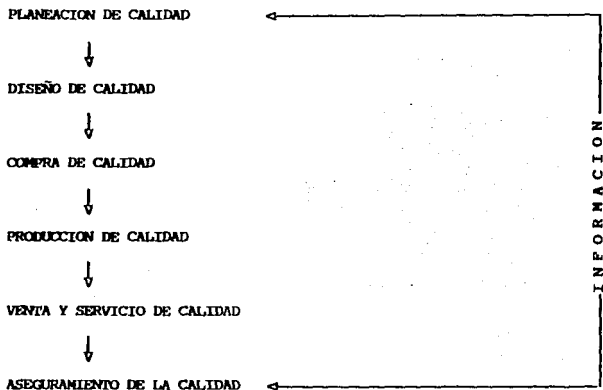 PLANEACION DE CALIDAD
DISEÑO DE CALIDAD
COMPRA DE CALIDAD
PRODUCCION DE CALIDAD
VENTA Y SERVICIO DE CALIDAD
ASEGURAMIENTO DE LA CALIDAD
INFORMACION